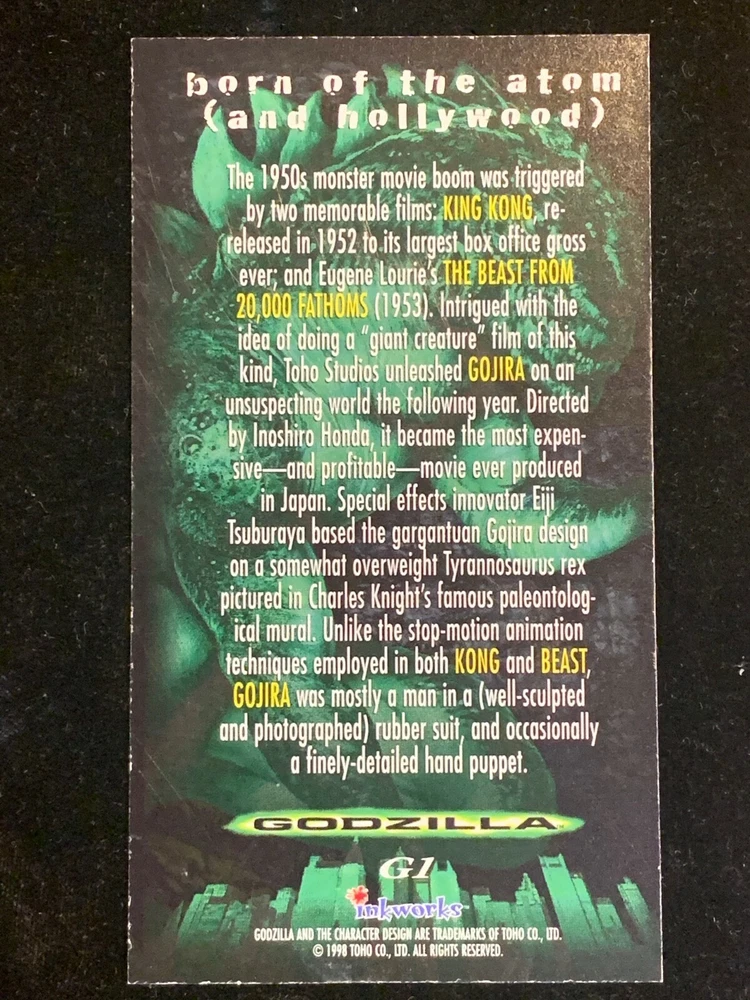 born of the atom
(and hollywood)
The 1950s monster movie boom was triggered
by two memorable films: KING KONG, re-
released in 1952 to its largest box office gross
ever; and Eugene Lourie's THE BEAST FROM
20,000 FATHOMS (1953). Intrigued with the
idea of doing a "giant creature" film of this
kind, Toho Studios unleashed GOJIRA on an
unsuspecting world the following year. Directed
by Inoshiro Honda, it became the most expen-
sive—and profitable—movie ever produced
in Japan. Special effects innovator Eiji
Tsuburaya based the gargantuan Gojira design
on a somewhat overweight Tyrannosaurus rex
pictured in Charles Knight's famous paleontolog-
ical mural. Unlike the stop-motion animation
techniques employed in both KONG and BEAST,
GOJIRA was mostly a man in a (well-sculpted
and photographed) rubber suit, and occasionally
a finely-detailed hand puppet.
GODZILLA
G1
inkworks
GODZILLA AND THE CHARACTER DESIGN ARE TRADEMARKS OF TOHO CO., LTD.
© 1998 TOHO CO., LTD. ALL RIGHTS RESERVED.